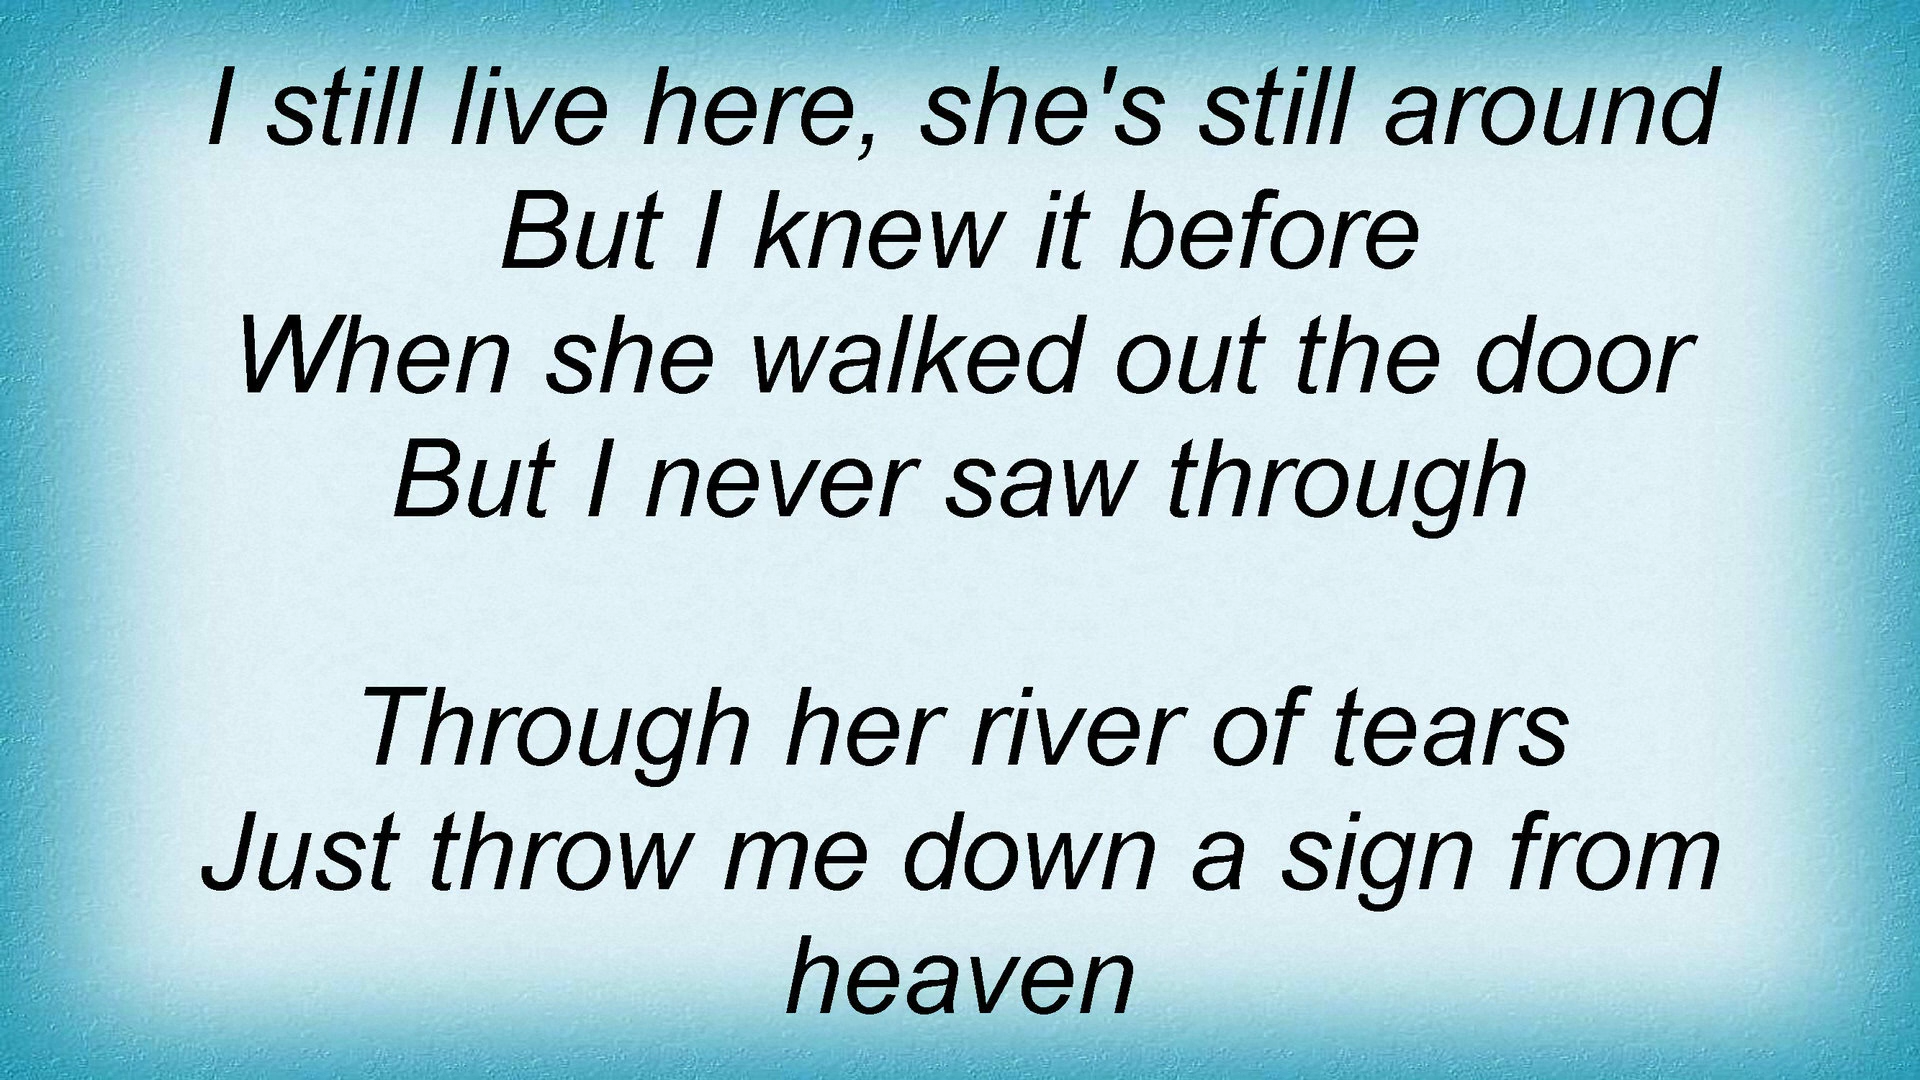 I still live here, she's still around
But I knew it before
When she walked out the door
But I never saw through
Through her river of tears
Just throw me down a sign from
heaven